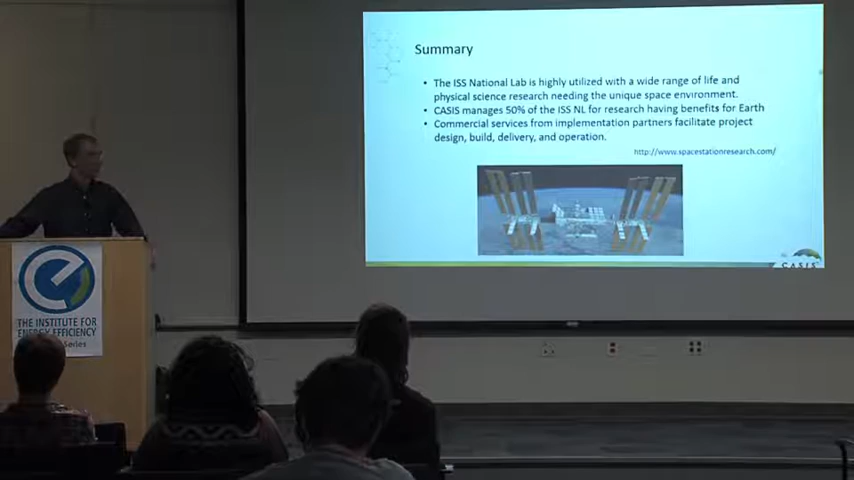 Summary
• The ISS National Lab is highly utilized with a wide range of life and
physical science research needing the unique space environment.
• CASIS manages 50% of the ISS NL for research having benefits for Earth
• Commercial services from implementation partners facilitate project
design, build, delivery, and operation.
http://www.spacestationresearch.com/
CASIS
THE INSTITUTE FOR
ENERGY EFFICIENCY
Series